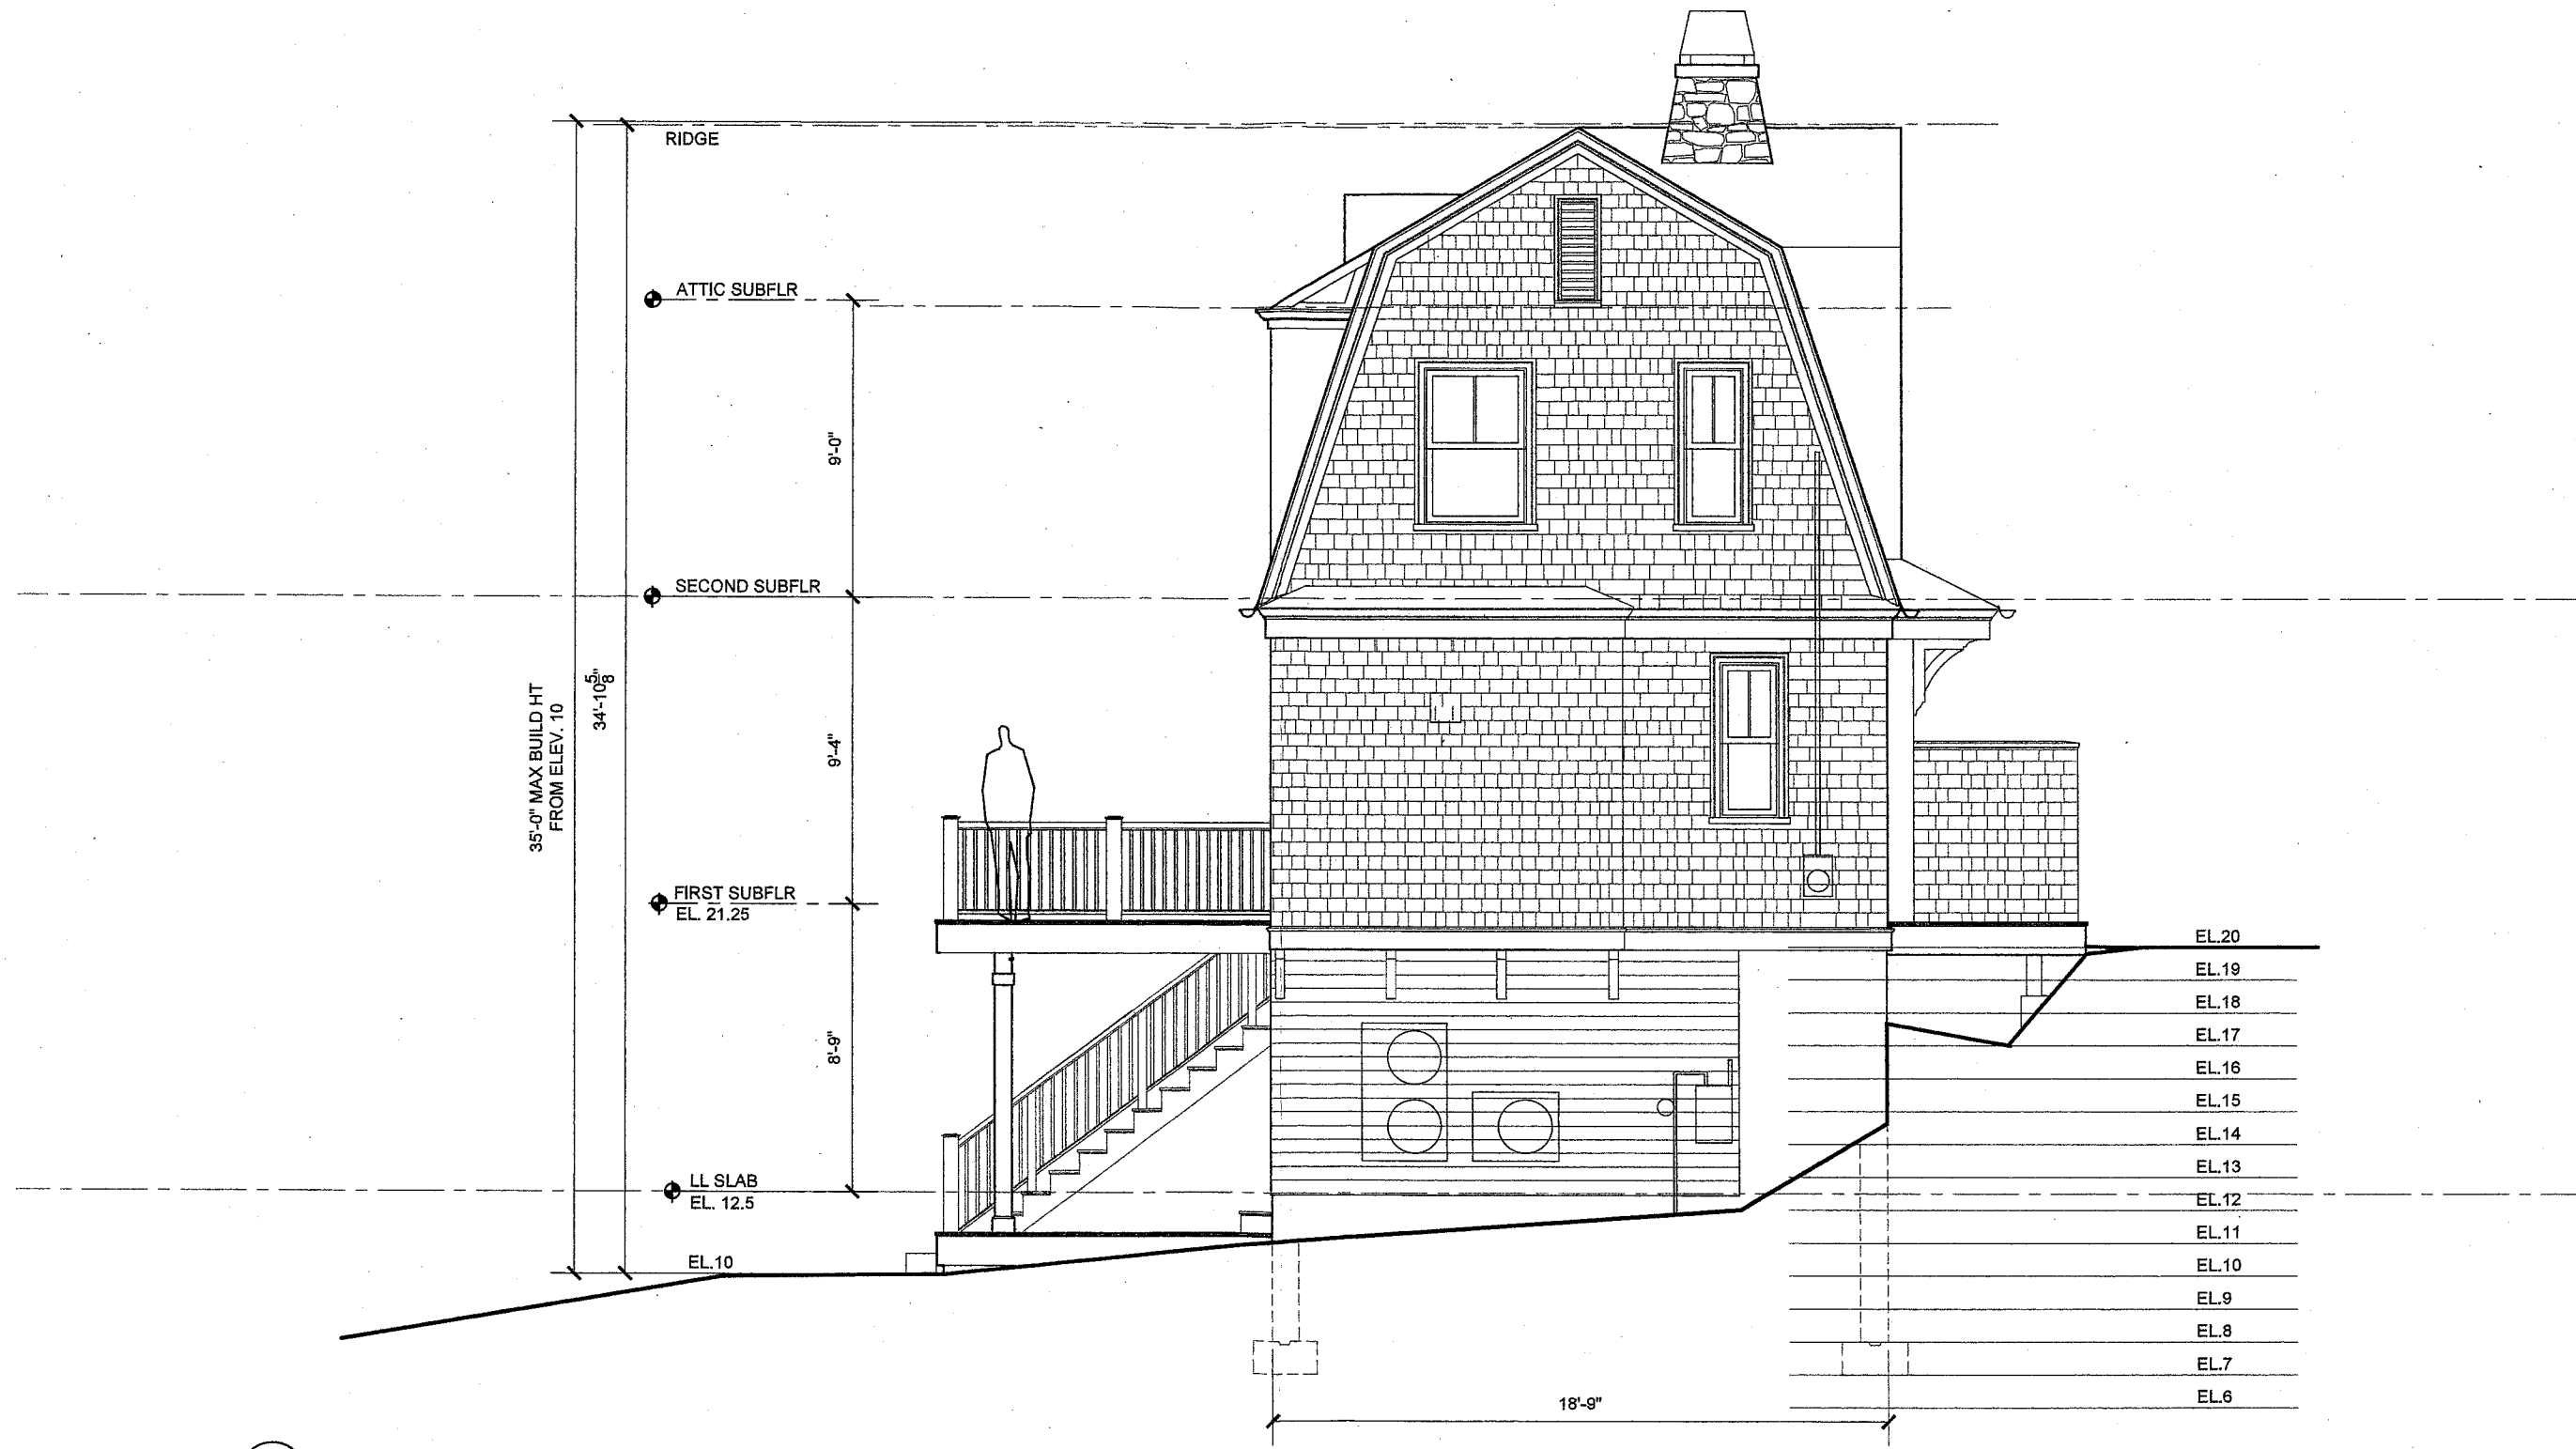 RIDGE
ATTIC SUBFLR
9'-0"
SECOND SUBFLR
35'-0" MAX BUILD HT
FROM ELEV. 10
34'-10 5/8"
9'-4"
FIRST SUBFLR
EL. 21.25
8'-9"
LL SLAB
EL. 12.5
EL.10
EL.20
EL.19
EL.18
EL.17
EL.16
EL.15
EL.14
EL.13
EL.12
EL.11
EL.10
EL.9
EL.8
EL.7
EL.6
18'-9"